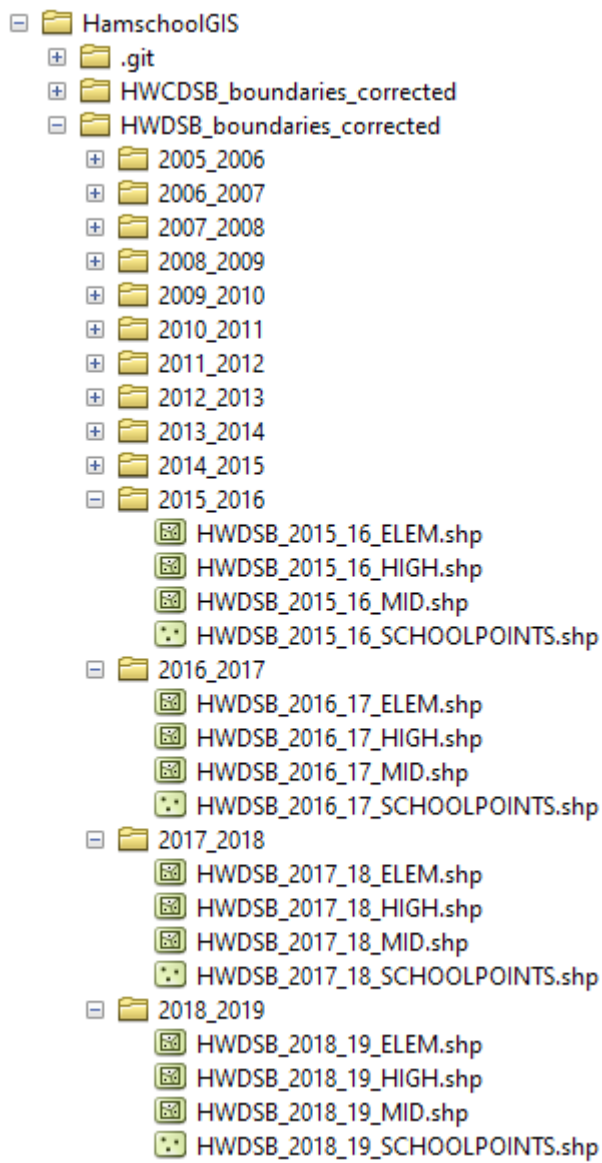 HamschoolGIS
.git
HWCDSB_boundaries_corrected
HWDSB_boundaries_corrected
2005_2006
2006_2007
2007_2008
2008_2009
2009_2010
2010_2011
2011_2012
2012_2013
2013_2014
2014_2015
2015_2016
HWDSB_2015_16_ELEM.shp
HWDSB_2015_16_HIGH.shp
HWDSB_2015_16_MID.shp
HWDSB_2015_16_SCHOOLPOINTS.shp
2016_2017
HWDSB_2016_17_ELEM.shp
HWDSB_2016_17_HIGH.shp
HWDSB_2016_17_MID.shp
HWDSB_2016_17_SCHOOLPOINTS.shp
2017_2018
HWDSB_2017_18_ELEM.shp
HWDSB_2017_18_HIGH.shp
HWDSB_2017_18_MID.shp
HWDSB_2017_18_SCHOOLPOINTS.shp
2018_2019
HWDSB_2018_19_ELEM.shp
HWDSB_2018_19_HIGH.shp
HWDSB_2018_19_MID.shp
HWDSB_2018_19_SCHOOLPOINTS.shp